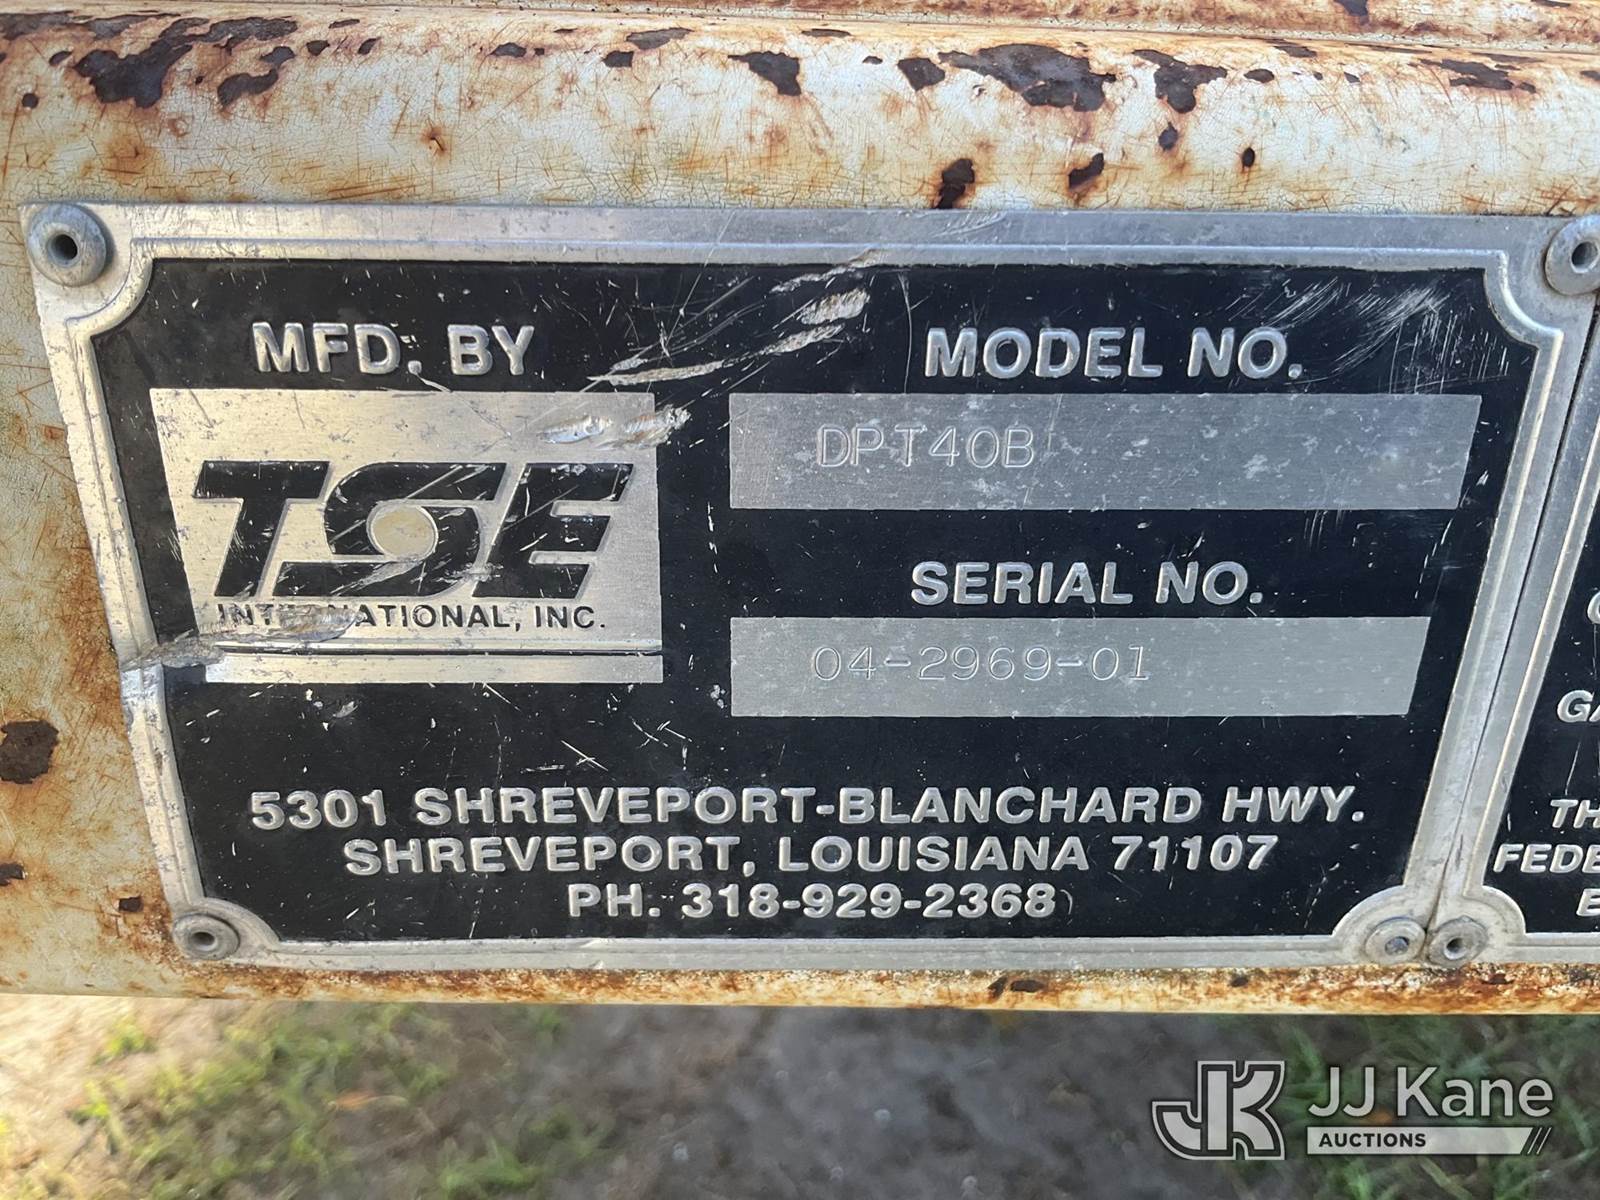 MFD. BY
TSE
INTERNATIONAL, INC.
MODEL NO.
DPT40B
SERIAL NO.
04-2969-01
5301 SHREVEPORT-BLANCHARD HWY.
SHREVEPORT, LOUISIANA 71107
PH. 318-929-2368
JK JJ Kane
AUCTIONS